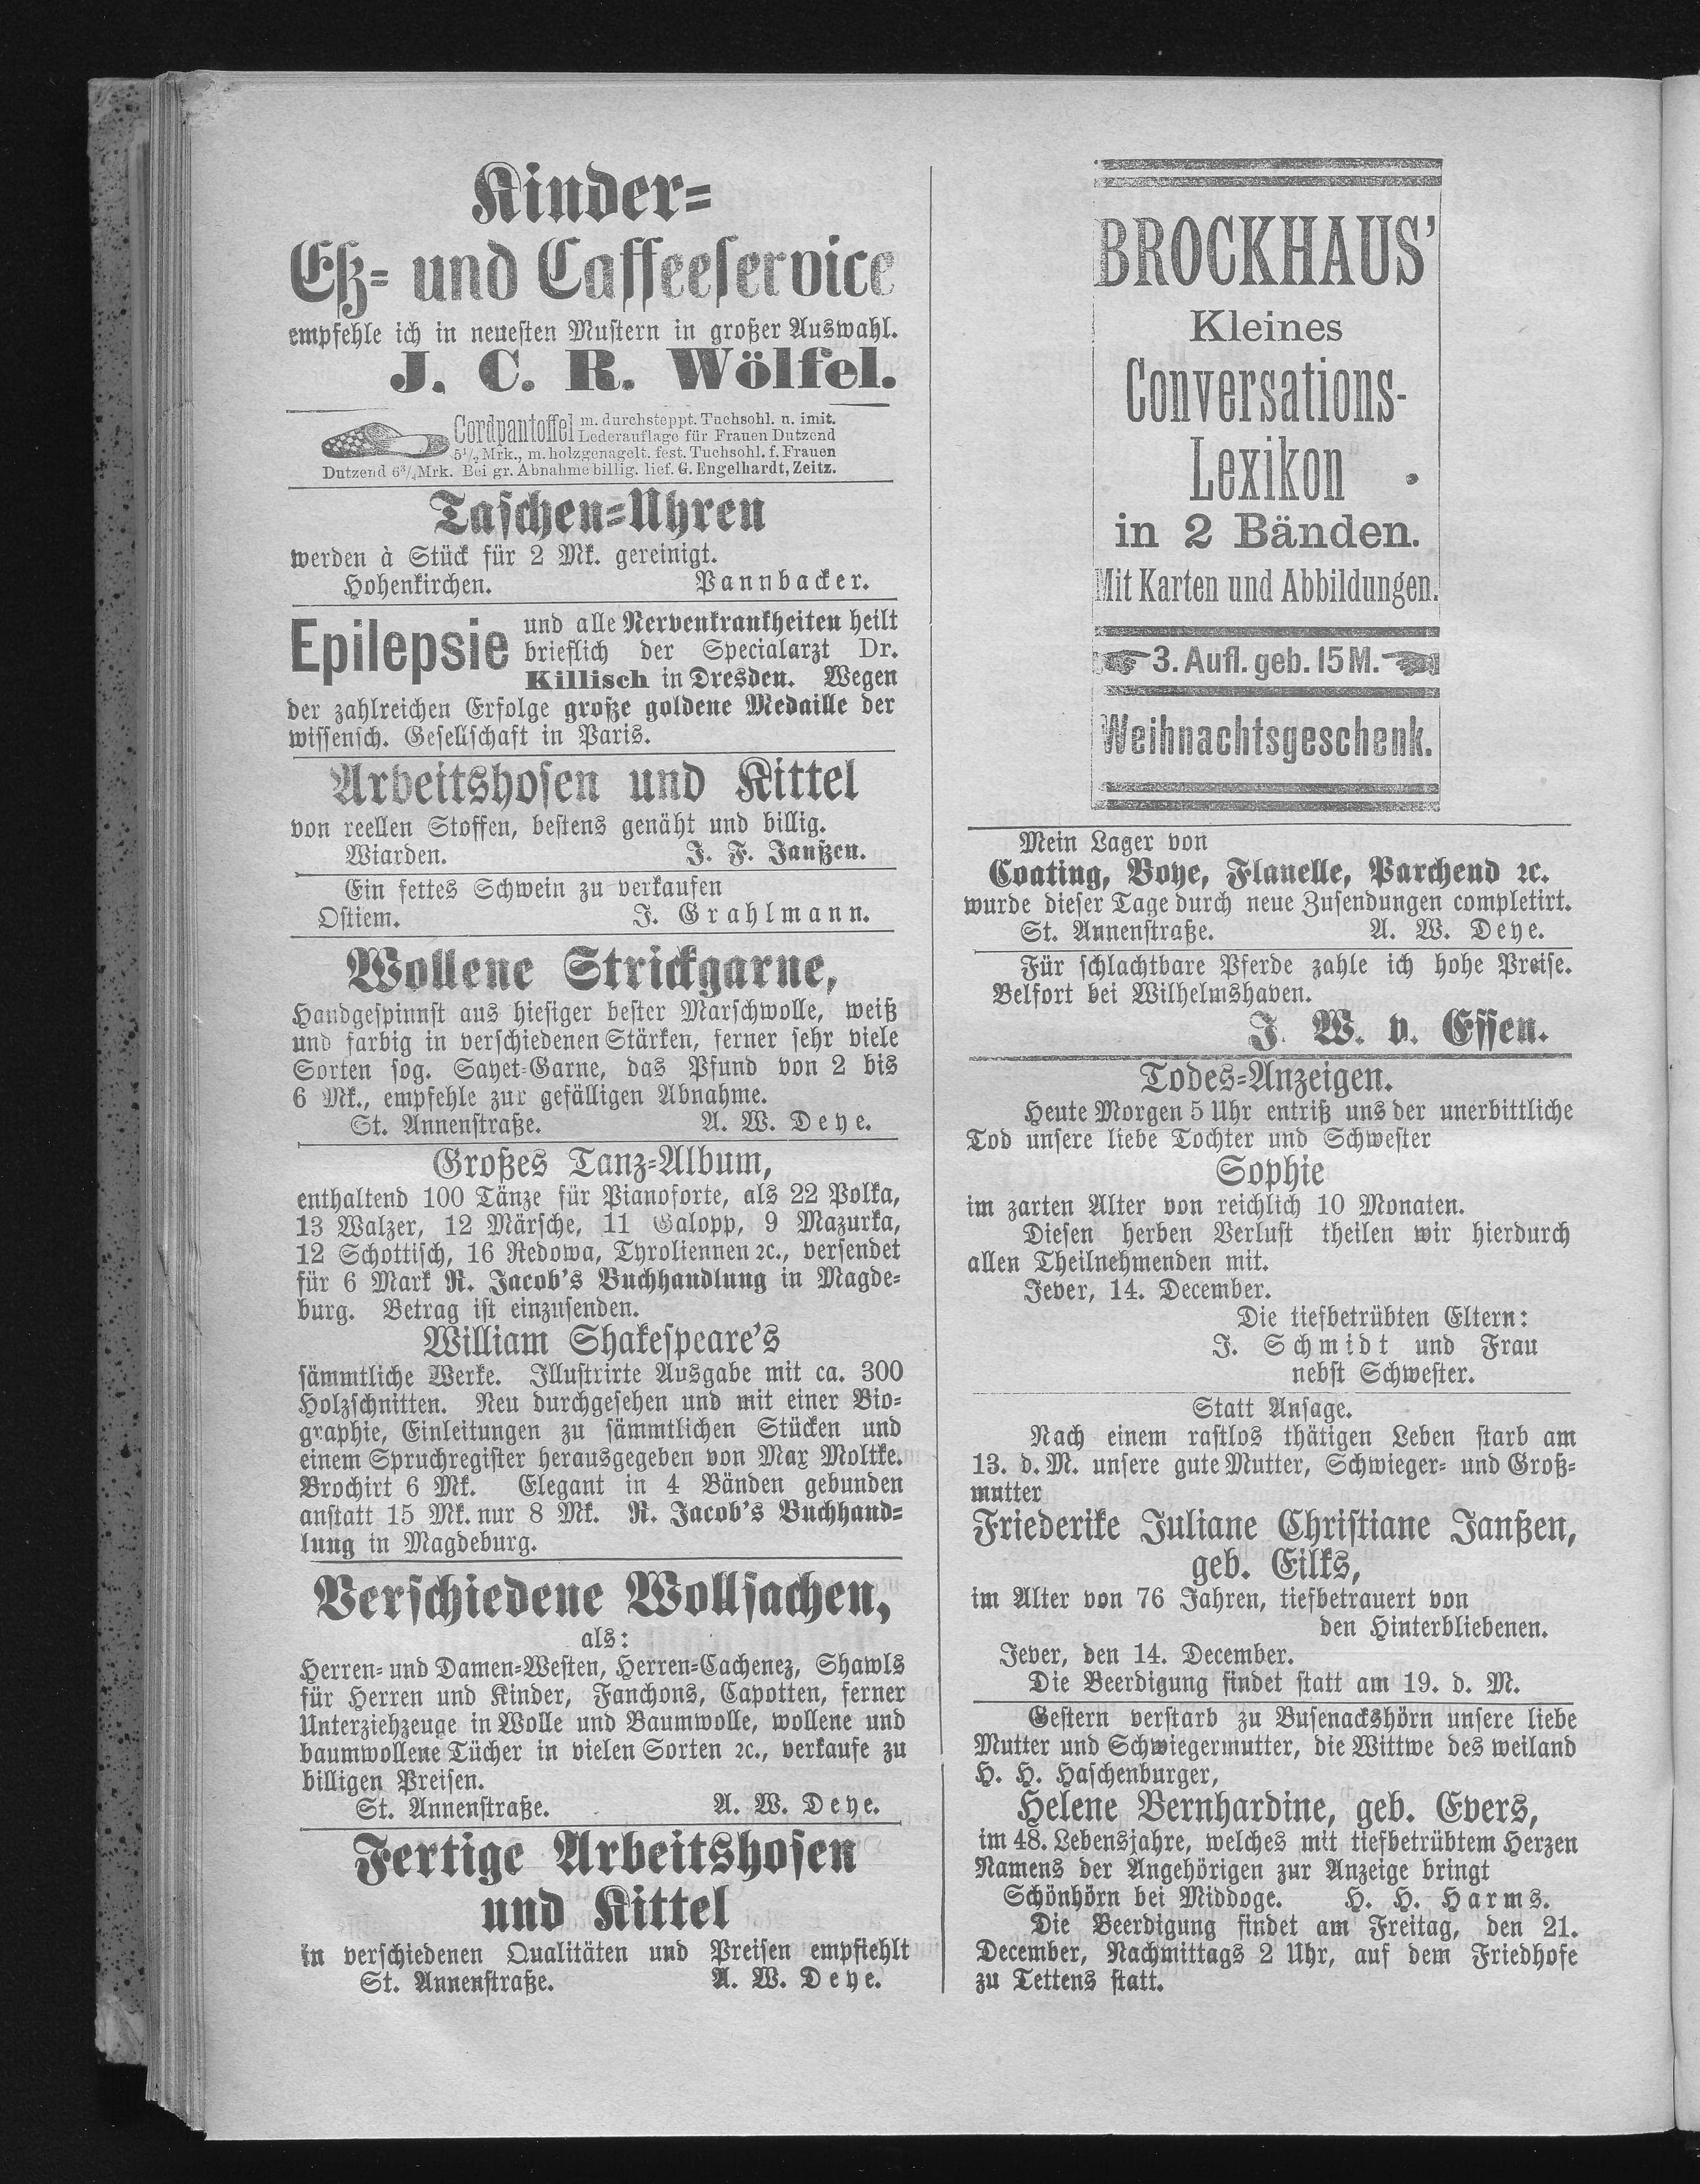 Kinder=
Eß= und Caffeeservice
empfehle ich in neuesten Mustern in großer Auswahl.
J. C. R. Wölfel.
Cordpantoffel m. durchsteppt. Tuchsohl. u. imit.
Lederauflage für Frauen Dutzend
5½ Mrk., m. holzgenagelt. fest. Tuchsohl. f. Frauen
Dutzend 6¾ Mrk. Bei gr. Abnahme billig. lief. G. Engelhardt, Zeitz.
Taschen=Uhren
werden à Stück für 2 Mk. gereinigt.
Hohenkirchen. Pannbacker.
Epilepsie und alle Nervenkrankheiten heilt
brieflich der Specialarzt Dr.
Killisch in Dresden. Wegen
der zahlreichen Erfolge große goldene Medaille der
wissensch. Gesellschaft in Paris.
Arbeitshosen und Kittel
von reellen Stoffen, bestens genäht und billig.
Wiarden. J. F. Janßen.
Ein fettes Schwein zu verkaufen
Ostiem. J. Grahlmann.
Wollene Strickgarne,
Handgespinnst aus hiesiger bester Marschwolle, weiß
und farbig in verschiedenen Stärken, ferner sehr viele
Sorten sog. Sayet=Garne, das Pfund von 2 bis
6 Mk., empfehle zur gefälligen Abnahme.
St. Annenstraße. A. W. Deye.
Großes Tanz=Album,
enthaltend 100 Tänze für Pianoforte, als 22 Polka,
13 Walzer, 12 Märsche, 11 Galopp, 9 Mazurka,
12 Schottisch, 16 Redowa, Tyroliennen ꝛc., versendet
für 6 Mark R. Jacob's Buchhandlung in Magde=
burg. Betrag ist einzusenden.
William Shakespeare's
sämmtliche Werke. Illustrirte Ausgabe mit ca. 300
Holzschnitten. Neu durchgesehen und mit einer Bio=
graphie, Einleitungen zu sämmtlichen Stücken und
einem Spruchregister herausgegeben von Max Moltke.
Brochirt 6 Mk. Elegant in 4 Bänden gebunden
anstatt 15 Mk. nur 8 Mk. R. Jacob's Buchhand=
lung in Magdeburg.
Verschiedene Wollsachen,
als:
Herren= und Damen=Westen, Herren=Cachenez, Shawls
für Herren und Kinder, Fanchons, Capotten, ferner
Unterziehzeuge in Wolle und Baumwolle, wollene und
baumwollene Tücher in vielen Sorten ꝛc., verkaufe zu
billigen Preisen.
St. Annenstraße. A. W. Deye.
Fertige Arbeitshosen
und Kittel
in verschiedenen Qualitäten und Preisen empfiehlt
St. Annenstraße. A. W. Deye.
BROCKHAUS'
Kleines
Conversations-
Lexikon
in 2 Bänden.
Mit Karten und Abbildungen.
3. Aufl. geb. 15 M.
Weihnachtsgeschenk.
Mein Lager von
Coating, Boye, Flanelle, Parchend ꝛc.
wurde dieser Tage durch neue Zusendungen completirt.
St. Annenstraße. A. W. Deye.
Für schlachtbare Pferde zahle ich hohe Preise.
Belfort bei Wilhelmshaven.
J. W. v. Essen.
Todes=Anzeigen.
Heute Morgen 5 Uhr entriß uns der unerbittliche
Tod unsere liebe Tochter und Schwester
Sophie
im zarten Alter von reichlich 10 Monaten.
Diesen herben Verlust theilen wir hierdurch
allen Theilnehmenden mit.
Jever, 14. December.
Die tiefbetrübten Eltern:
J. Schmidt und Frau
nebst Schwester.
Statt Ansage.
Nach einem rastlos thätigen Leben starb am
13. d. M. unsere gute Mutter, Schwieger= und Groß=
mutter
Friederike Juliane Christiane Janßen,
geb. Eilks,
im Alter von 76 Jahren, tiefbetrauert von
den Hinterbliebenen.
Jever, den 14. December.
Die Beerdigung findet statt am 19. d. M.
Gestern verstarb zu Busenackshörn unsere liebe
Mutter und Schwiegermutter, die Wittwe des weiland
H. H. Haschenburger,
Helene Bernhardine, geb. Evers,
im 48. Lebensjahre, welches mit tiefbetrübtem Herzen
Namens der Angehörigen zur Anzeige bringt
Schönhörn bei Middoge. H. H. Harms.
Die Beerdigung findet am Freitag, den 21.
December, Nachmittags 2 Uhr, auf dem Friedhofe
zu Tettens statt.